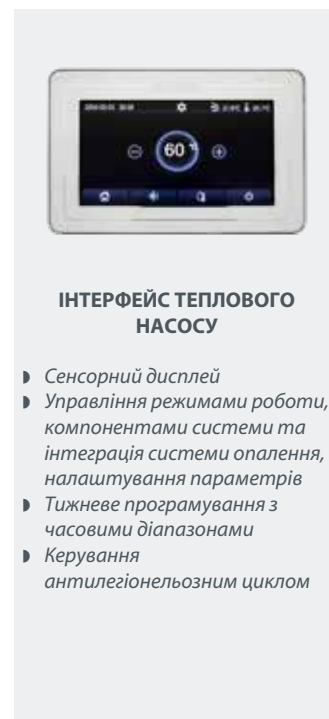 60
ІНТЕРФЕЙС ТЕПЛОВОГО
НАСОСУ
◗ Сенсорний дисплей
◗ Управління режимами роботи,
компонентами системи та
інтеграція системи опалення,
налаштування параметрів
◗ Тижневе програмування з
часовими діапазонами
◗ Керування
антилегіонельозним циклом